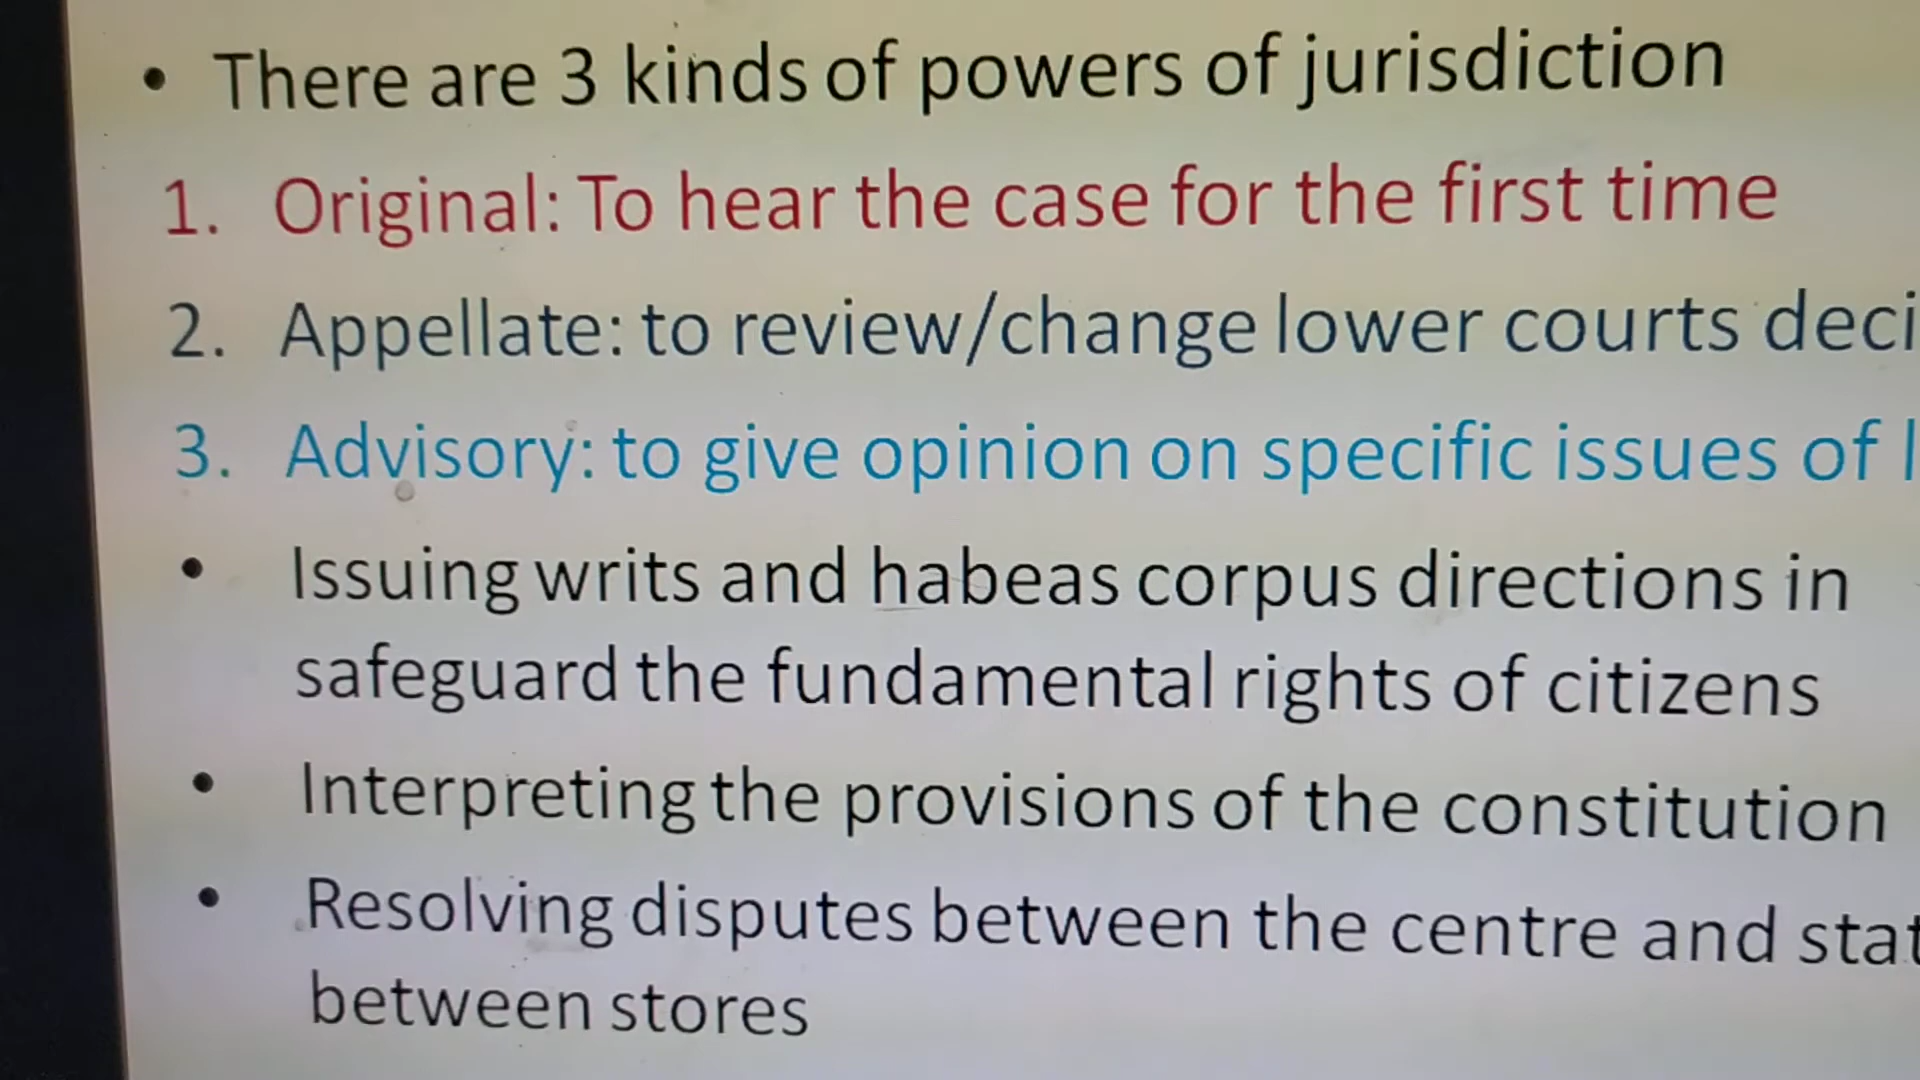 • There are 3 kinds of powers of jurisdiction
1. Original: To hear the case for the first time
2. Appellate: to review/change lower courts
3. Advisory: to give opinion on specific issues of
• Issuing writs and habeas corpus directions in
safeguard the fundamental rights of citizens
• Interpreting the provisions of the constitution
• Resolving disputes between the centre and
between stores